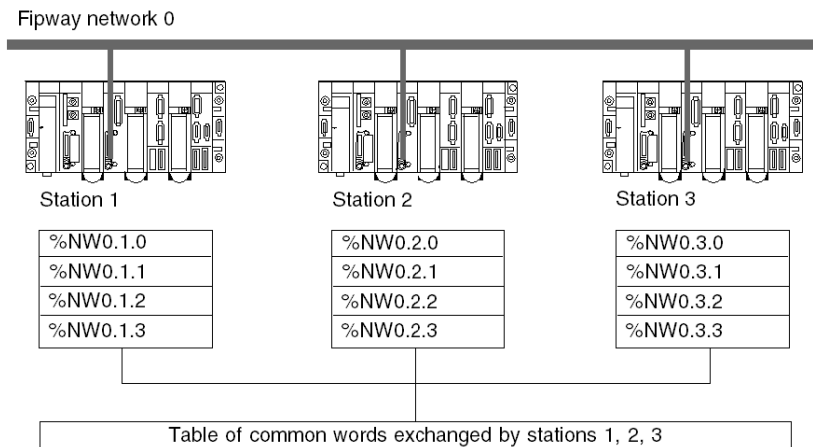 Fipway network 0
Station 1
Station 2
Station 3
%NW0.1.0
%NW0.1.1
%NW0.1.2
%NW0.1.3
%NW0.2.0
%NW0.2.1
%NW0.2.2
%NW0.2.3
%NW0.3.0
%NW0.3.1
%NW0.3.2
%NW0.3.3
Table of common words exchanged by stations 1, 2, 3